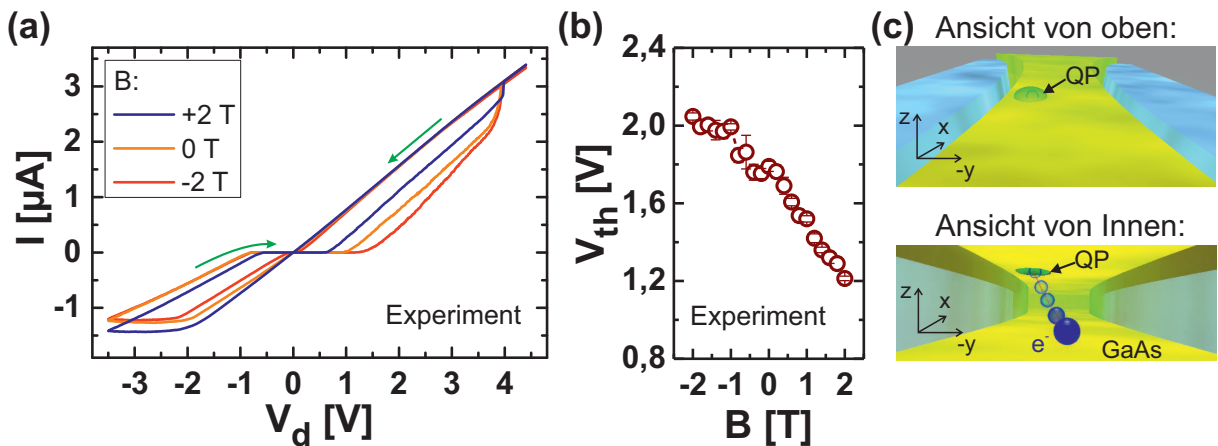 (a)
I [µA]
3
2
1
0
-1
B:
+2 T
0 T
-2 T
Experiment
-3 -2 -1 0 1 2 3 4
V_d [V]
(b)
V_th [V]
2,4
2,0
1,6
1,2
0,8
Experiment
-2 -1 0 1 2
B [T]
(c)
Ansicht von oben:
QP
z
x
-y
Ansicht von Innen:
QP
z
x
-y
e⁻
GaAs